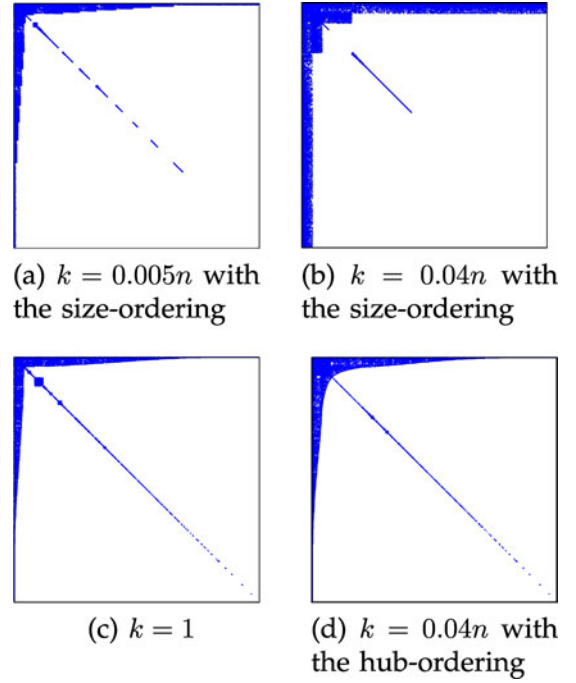 (a) k = 0.005n with
the size-ordering
(b) k = 0.04n with
the size-ordering
(c) k = 1
(d) k = 0.04n with
the hub-ordering